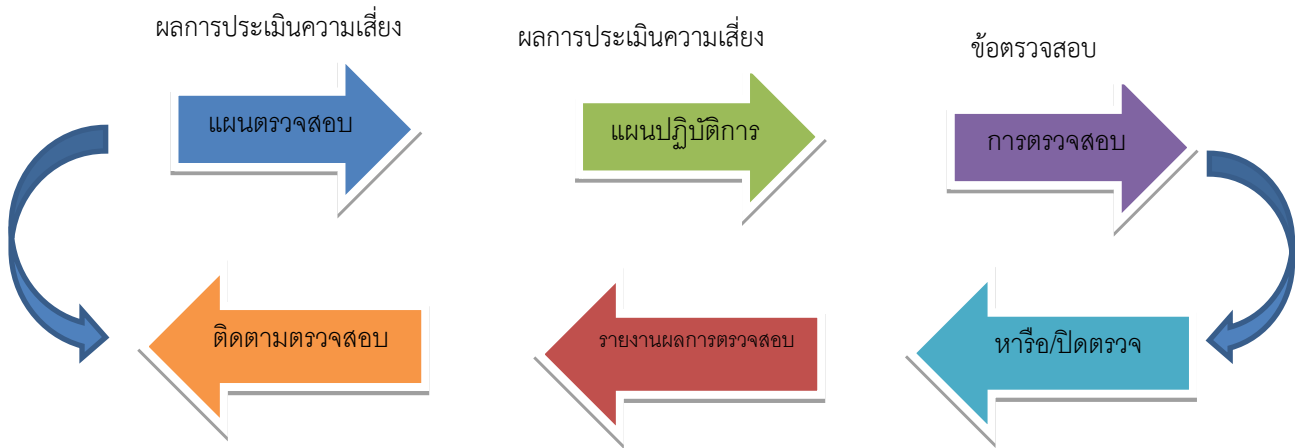 ผลการประเมินความเสี่ยง
ผลการประเมินความเสี่ยง
ข้อตรวจสอบ
แผนตรวจสอบ
แผนปฏิบัติการ
การตรวจสอบ
ติดตามตรวจสอบ
รายงานผลการตรวจสอบ
หารือ/ปิดตรวจ